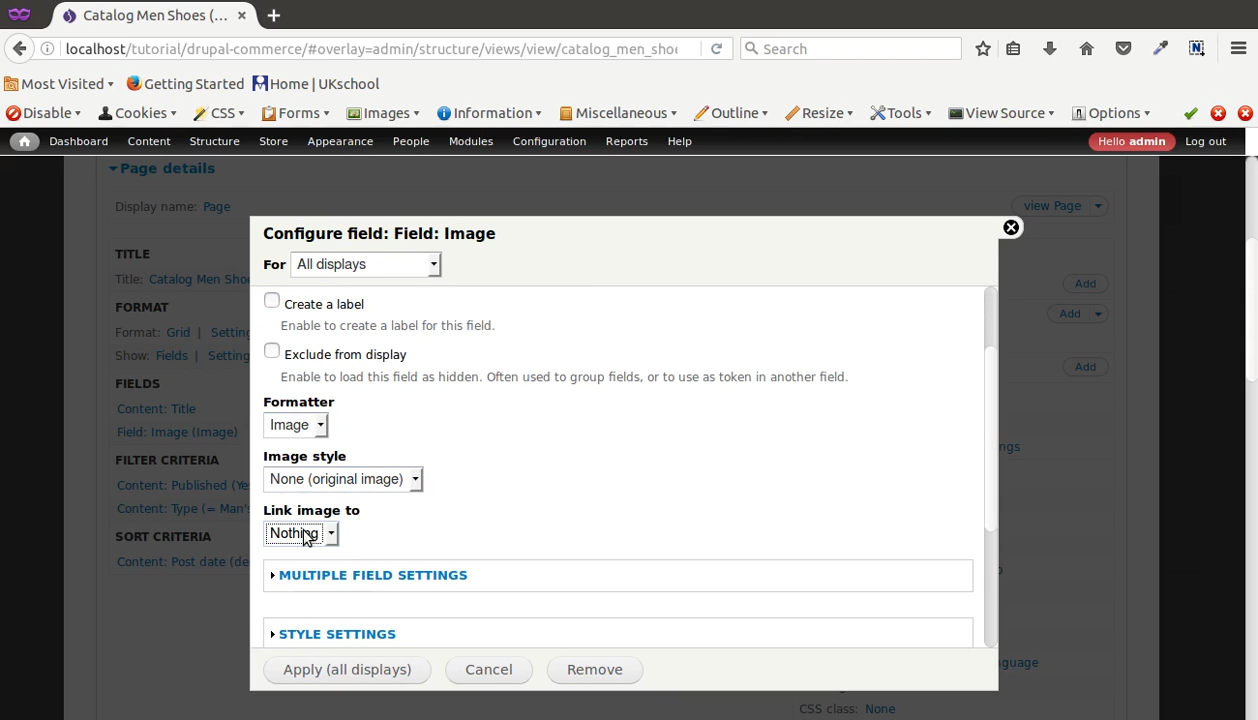 Catalog Men Shoes (...
localhost/tutorial/drupal-commerce/#overlay=admin/structure/views/view/catalog_men_shoe
Search
Most Visited Getting Started Home | UKschool
Disable Cookies CSS Forms Images Information Miscellaneous Outline Resize Tools View Source Options
Dashboard Content Structure Store Appearance People Modules Configuration Reports Help Hello admin Log out
Page details
Display name: Page view Page
Configure field: Field: Image
For All displays
TITLE
Title: Catalog Men Sho
Add
FORMAT
Add
Format: Grid | Setting
Show: Fields | Setting
Add
FIELDS
Content: Title
Field: Image (Image)
FILTER CRITERIA
Content: Published (Ye
Content: Type (= Man's
SORT CRITERIA
Content: Post date (de
Create a label
Enable to create a label for this field.
Exclude from display
Enable to load this field as hidden. Often used to group fields, or to use as token in another field.
Formatter
Image
Image style
None (original image)
Link image to
Nothing
MULTIPLE FIELD SETTINGS
STYLE SETTINGS
Apply (all displays) Cancel Remove
ngs
guage
CSS class: None